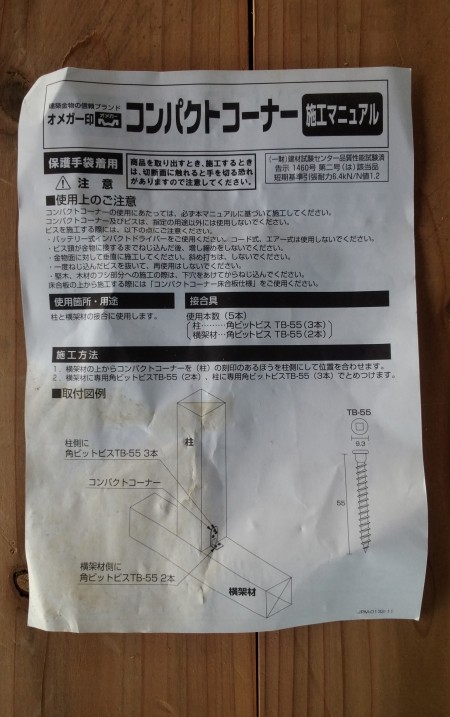 建築金物の信頼ブランド
オメガー印 オメガー コンパクトコーナー 施工マニュアル
保護手袋着用
⚠ 注 意
商品を取り出すとき、施工するとき
は、切断面に触れると手を切る恐れ
がありますので注意してください。
(一財)建材試験センター品質性能試験済
告示 1460号 第二号(は)該当品
短期基準引張耐力6.4kN/N値1.2
■使用上のご注意
コンパクトコーナーの使用にあたっては、必ず本マニュアルに基づいて施工してください。
コンパクトコーナー及びビスは、指定の用途以外には使用しないでください。
ビスを施工する際には、以下の点にご注意ください。
・バッテリー式インパクトドライバーをご使用ください。コード式、エアー式は使用しないでください。
・ビス頭が金物に接するまでねじ込んだ後、増し締めをしないでください。
・金物面に対して垂直に施工してください。斜め打ちは、しないでください。
・一度ねじ込んだビスを抜いて、再使用はしないでください。
・堅木、木材のフシ部分への施工の際は、下穴をあけてからねじ込んでください。
床合板の上から施工する際には「コンパクトコーナー床合板仕様」をご使用ください。
使用箇所・用途
柱と横架材の接合に使用します。
接合具
使用本数(5本)
柱………角ビットビス TB-55(3本)
横架材…角ビットビス TB-55(2本)
施工方法
1．横架材の上からコンパクトコーナーを(柱)の刻印のあるほうを柱側にして位置を合わせます。
2．横架材に専用角ビットビスTB-55(2本)、柱に専用角ビットビスTB-55(3本)でとめつけます。
■取付図例
柱側に
角ビットビスTB-55 3本
コンパクトコーナー
横架材側に
角ビットビスTB-55 2本
柱
横架材
TB-55
9.3
55